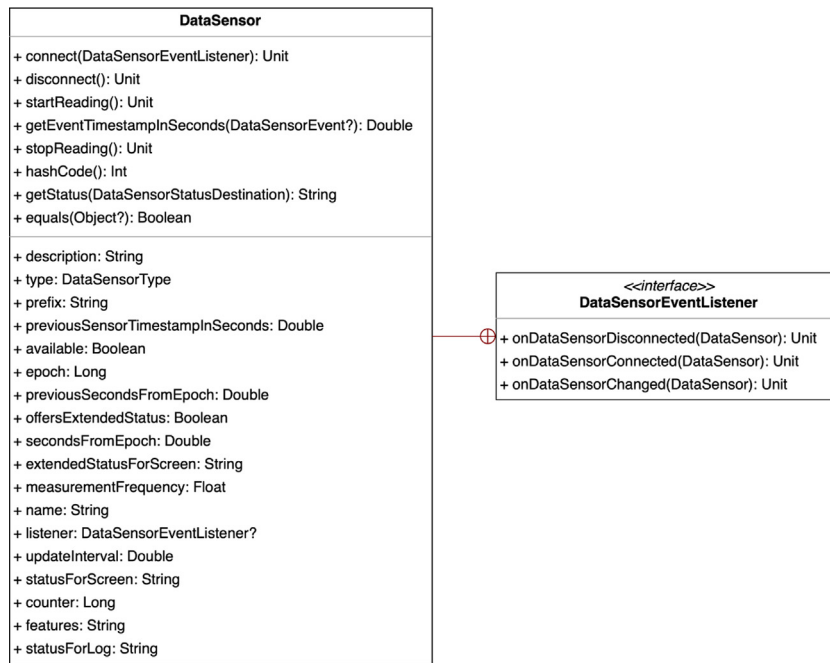 DataSensor
+ connect(DataSensorEventListener): Unit
+ disconnect(): Unit
+ startReading(): Unit
+ getEventTimestampInSeconds(DataSensorEvent?): Double
+ stopReading(): Unit
+ hashCode(): Int
+ getStatus(DataSensorStatusDestination): String
+ equals(Object?): Boolean
+ description: String
+ type: DataSensorType
+ prefix: String
+ previousSensorTimestampInSeconds: Double
+ available: Boolean
+ epoch: Long
+ previousSecondsFromEpoch: Double
+ offersExtendedStatus: Boolean
+ secondsFromEpoch: Double
+ extendedStatusForScreen: String
+ measurementFrequency: Float
+ name: String
+ listener: DataSensorEventListener?
+ updateInterval: Double
+ statusForScreen: String
+ counter: Long
+ features: String
+ statusForLog: String
<<interface>>
DataSensorEventListener
+ onDataSensorDisconnected(DataSensor): Unit
+ onDataSensorConnected(DataSensor): Unit
+ onDataSensorChanged(DataSensor): Unit